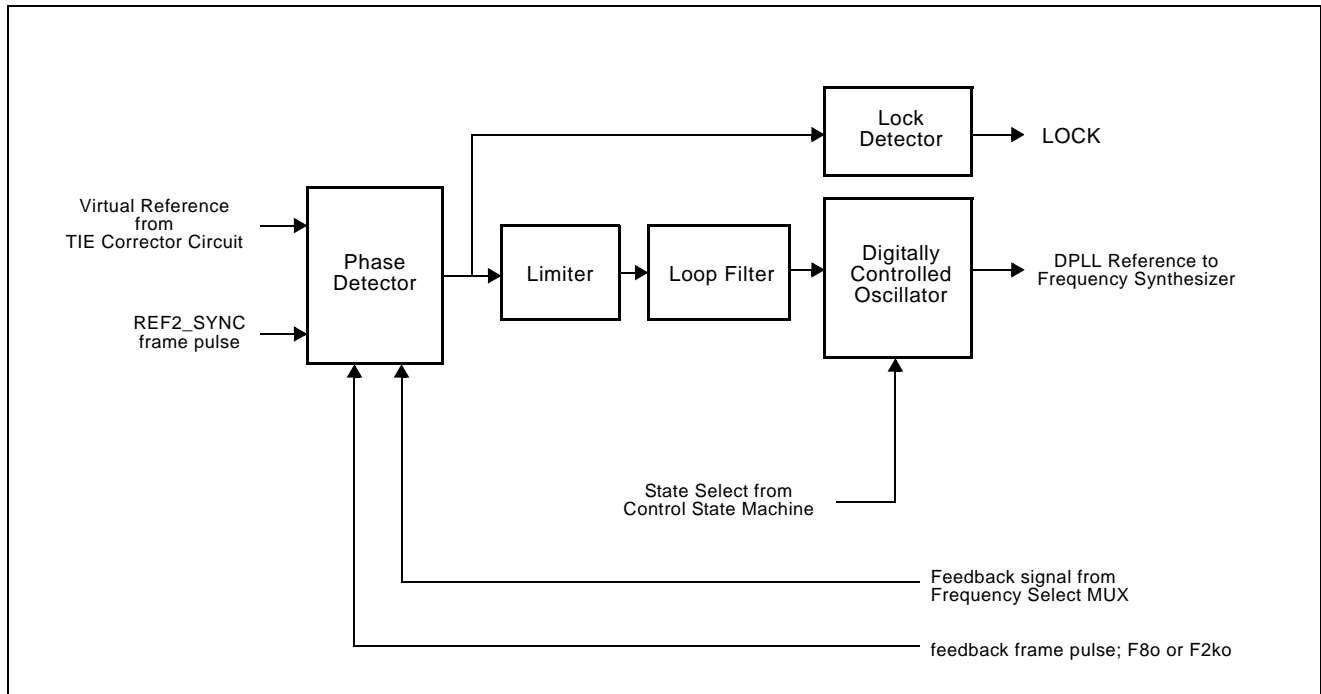 Lock
Detector
LOCK
Virtual Reference
from
TIE Corrector Circuit
Phase
Detector
Limiter
Loop Filter
Digitally
Controlled
Oscillator
DPLL Reference to
Frequency Synthesizer
REF2_SYNC
frame pulse
State Select from
Control State Machine
Feedback signal from
Frequency Select MUX
feedback frame pulse; F8o or F2ko